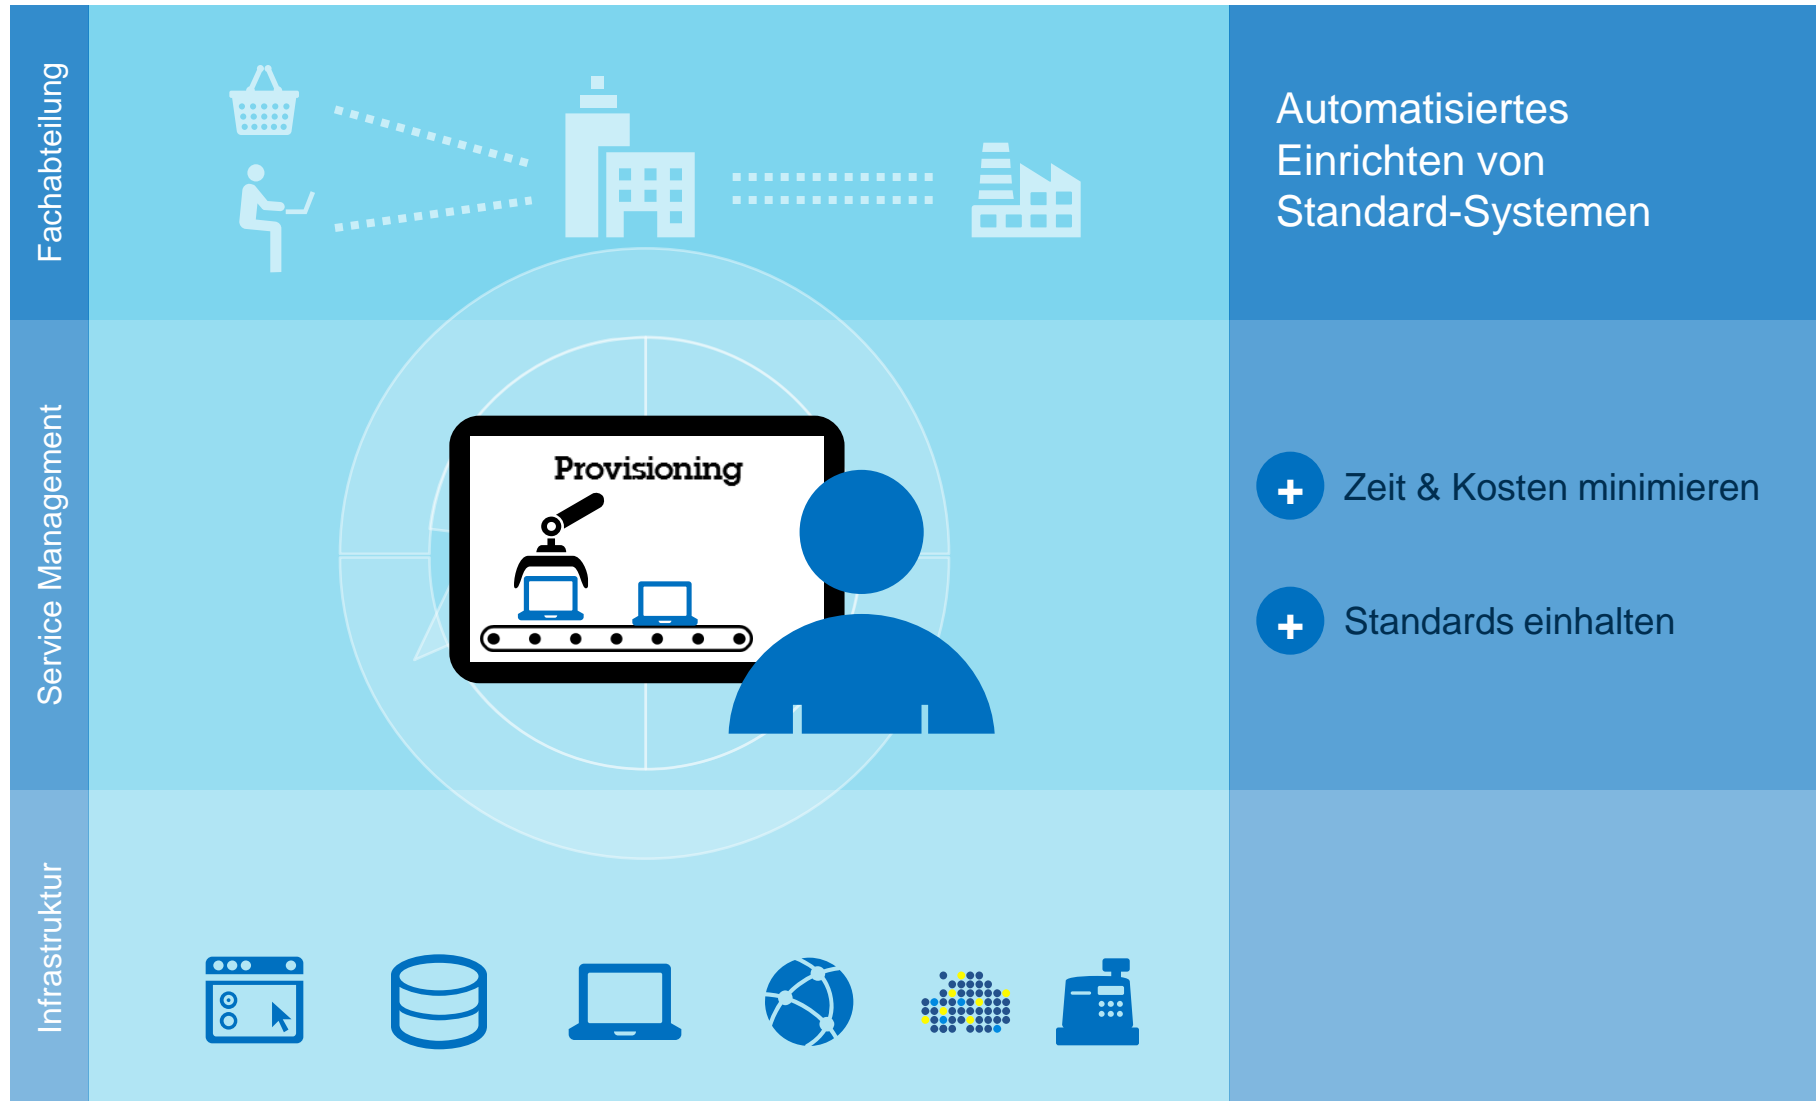 Fachabteilung
Automatisiertes
Einrichten von
Standard-Systemen
Service Management
Provisioning
+ Zeit & Kosten minimieren
+ Standards einhalten
Infrastruktur